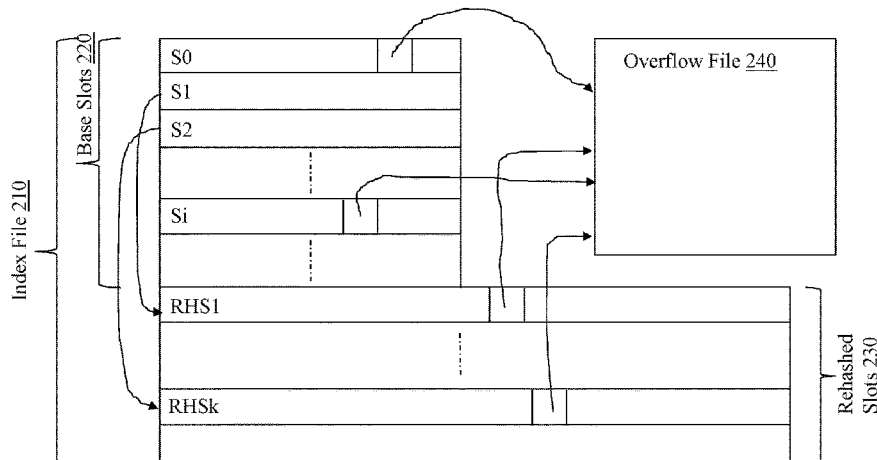 Index File 210
Base Slots 220
S0
S1
S2
Si
RHS1
RHSk
Overflow File 240
Rehashed
Slots 230